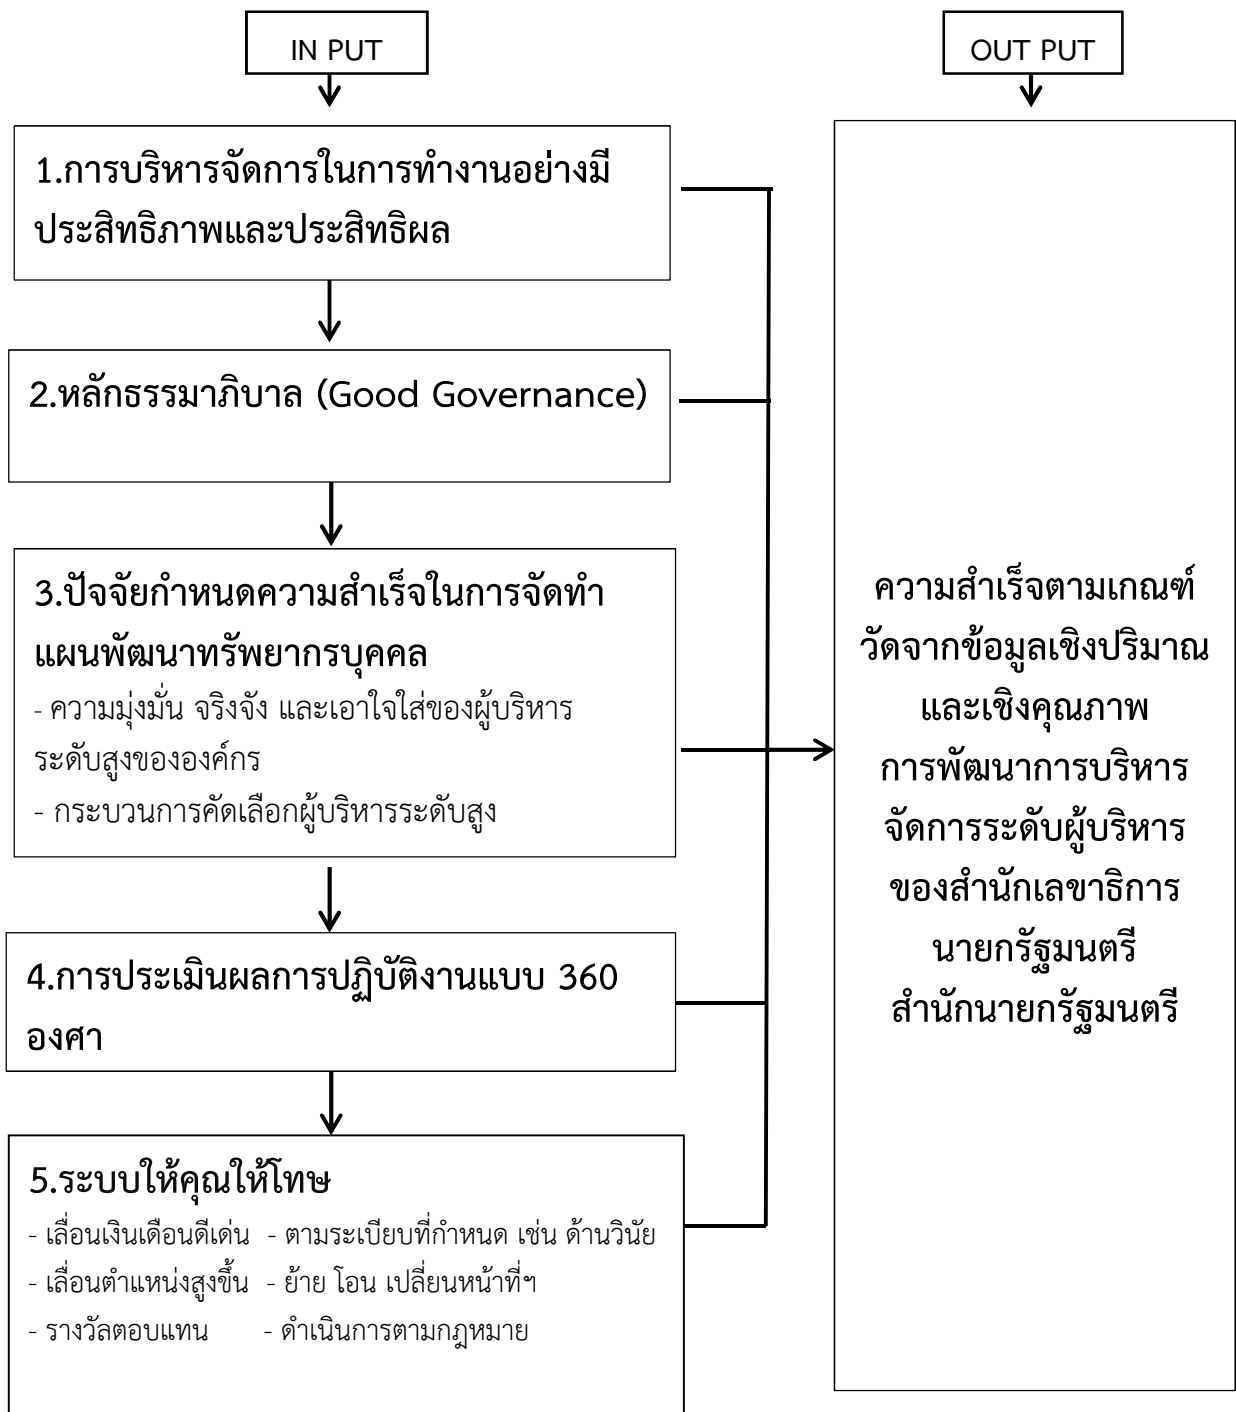 IN PUT
OUT PUT
1.การบริหารจัดการในการทำงานอย่างมี
ประสิทธิภาพและประสิทธิผล
2.หลักธรรมาภิบาล (Good Governance)
3.ปัจจัยกำหนดความสำเร็จในการจัดทำ
แผนพัฒนาทรัพยากรบุคคล
- ความมุ่งมั่น จริงจัง และเอาใจใส่ของผู้บริหาร
ระดับสูงขององค์กร
- กระบวนการคัดเลือกผู้บริหารระดับสูง
4.การประเมินผลการปฏิบัติงานแบบ 360
องศา
5.ระบบให้คุณให้โทษ
- เลื่อนเงินเดือนดีเด่น - ตามระเบียบที่กำหนด เช่น ด้านวินัย
- เลื่อนตำแหน่งสูงขึ้น - ย้าย โอน เปลี่ยนหน้าที่ฯ
- รางวัลตอบแทน - ดำเนินการตามกฎหมาย
ความสำเร็จตามเกณฑ์
วัดจากข้อมูลเชิงปริมาณ
และเชิงคุณภาพ
การพัฒนาการบริหาร
จัดการระดับผู้บริหาร
ของสำนักเลขาธิการ
นายกรัฐมนตรี
สำนักนายกรัฐมนตรี